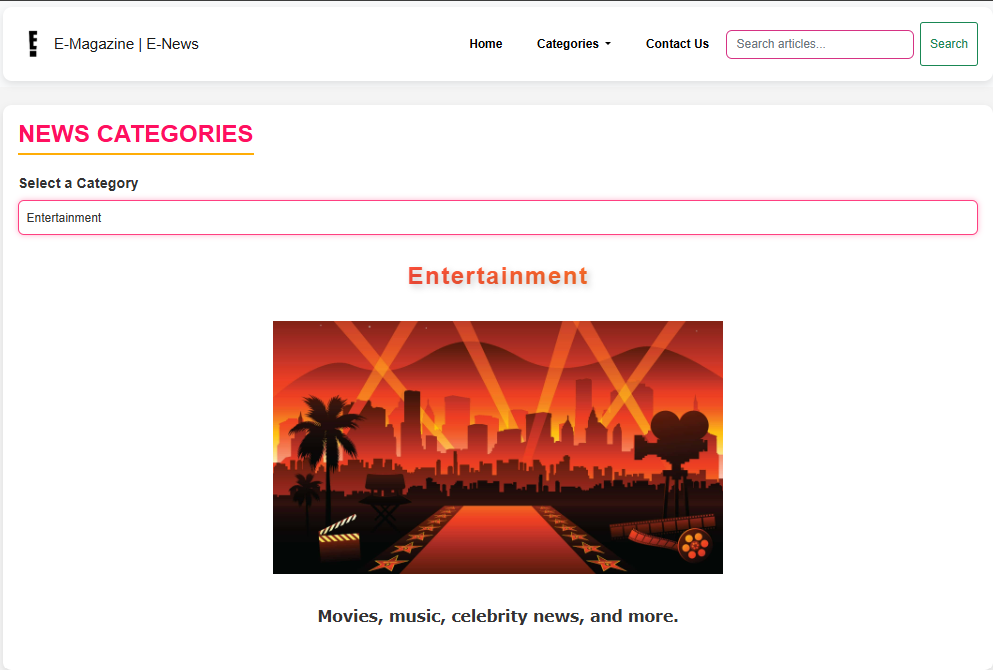 E-Magazine | E-News
Home
Categories
Contact Us
Search articles...
Search
NEWS CATEGORIES
Select a Category
Entertainment
Entertainment
Movies, music, celebrity news, and more.